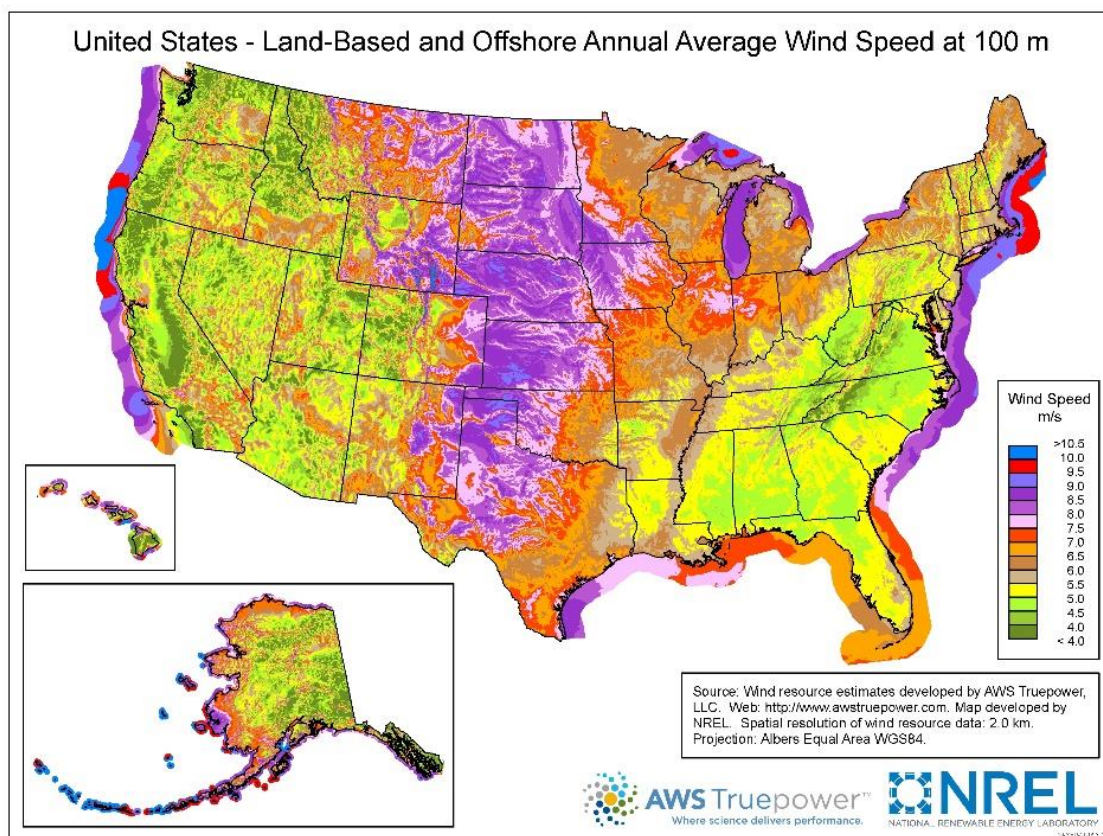 United States - Land-Based and Offshore Annual Average Wind Speed at 100 m
Wind Speed
m/s
>10.5
10.0
9.5
9.0
8.5
8.0
7.5
7.0
6.5
6.0
5.5
5.0
4.5
4.0
< 4.0
Source: Wind resource estimates developed by AWS Truepower,
LLC. Web: http://www.awstruepower.com. Map developed by
NREL. Spatial resolution of wind resource data: 2.0 km.
Projection: Albers Equal Area WGS84.
AWS Truepower™
Where science delivers performance.
NREL
NATIONAL RENEWABLE ENERGY LABORATORY